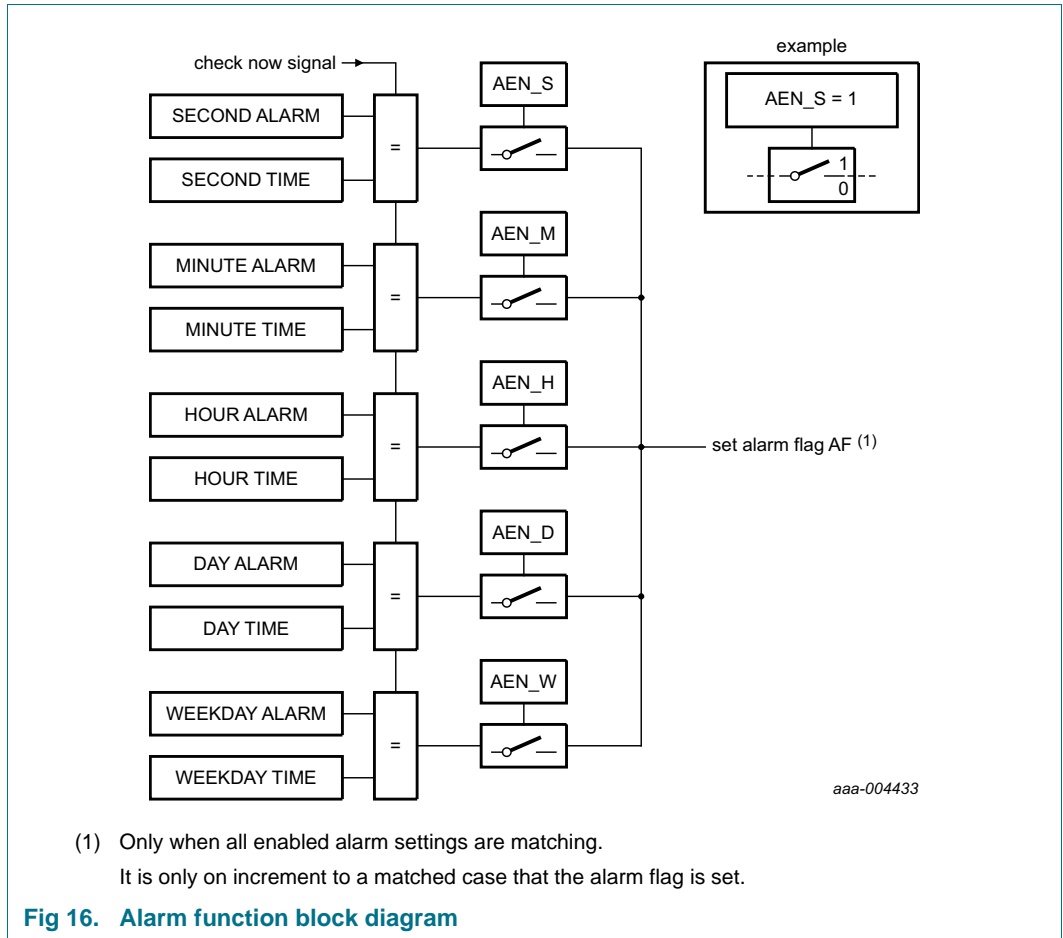 example
check now signal
AEN_S
AEN_S = 1
SECOND ALARM
=
1
0
SECOND TIME
AEN_M
MINUTE ALARM
=
MINUTE TIME
AEN_H
HOUR ALARM
=
set alarm flag AF (1)
HOUR TIME
AEN_D
DAY ALARM
=
DAY TIME
AEN_W
WEEKDAY ALARM
=
WEEKDAY TIME
aaa-004433
(1) Only when all enabled alarm settings are matching.
It is only on increment to a matched case that the alarm flag is set.
Fig 16. Alarm function block diagram